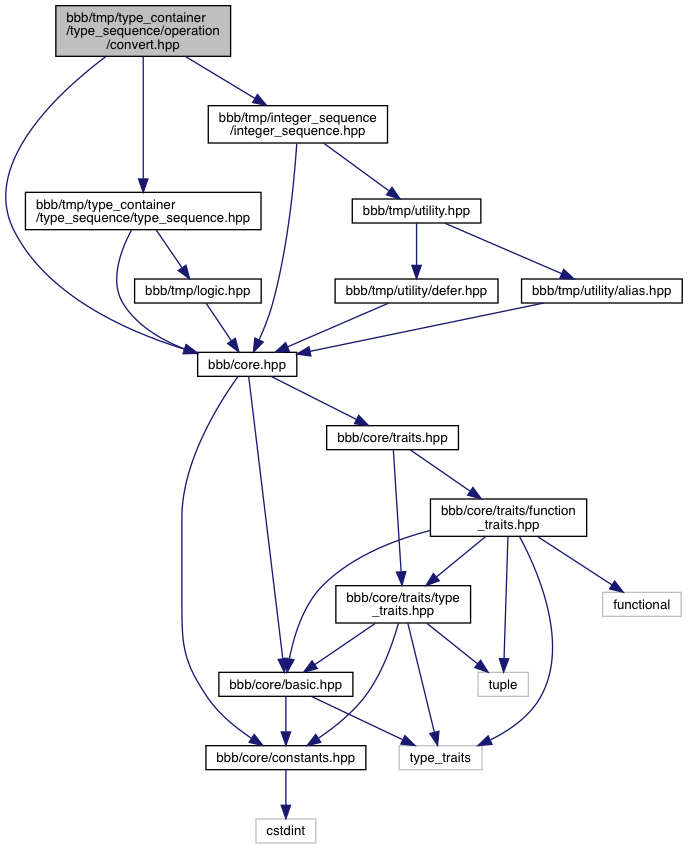 bbb/tmp/type_container
/type_sequence/operation
/convert.hpp
bbb/tmp/integer_sequence
/integer_sequence.hpp
bbb/tmp/type_container
/type_sequence/type_sequence.hpp
bbb/tmp/utility.hpp
bbb/tmp/logic.hpp
bbb/tmp/utility/defer.hpp
bbb/tmp/utility/alias.hpp
bbb/core.hpp
bbb/core/traits.hpp
bbb/core/traits/function
_traits.hpp
bbb/core/traits/type
_traits.hpp
functional
bbb/core/basic.hpp
tuple
bbb/core/constants.hpp
type_traits
cstdint